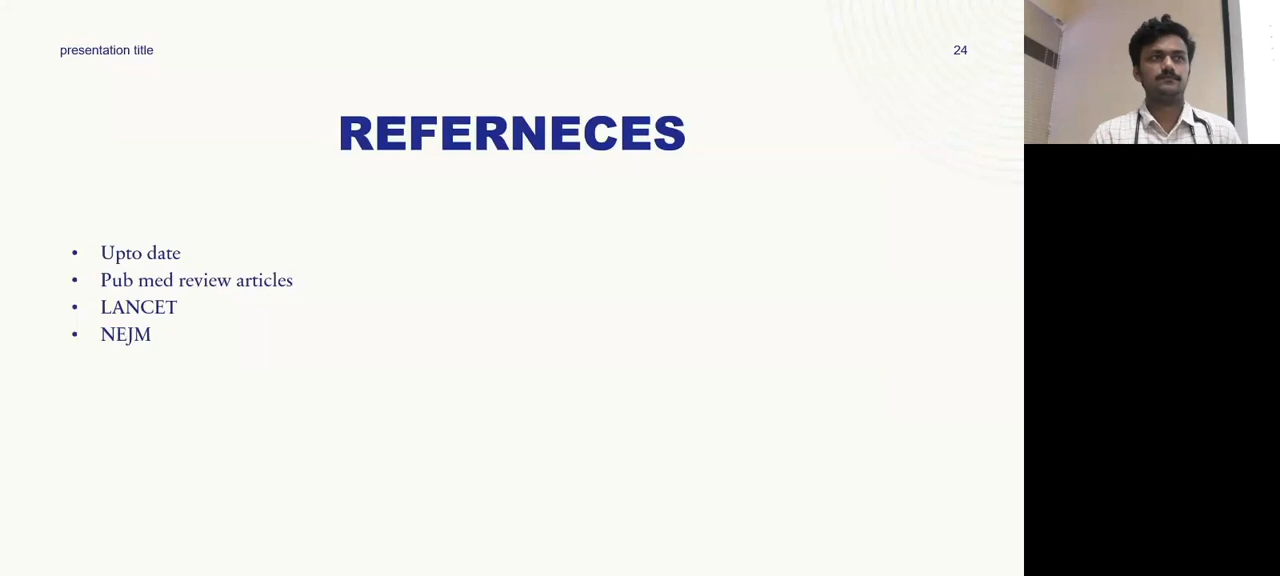 presentation title
24
REFERNECES
• Upto date
• Pub med review articles
• LANCET
• NEJM